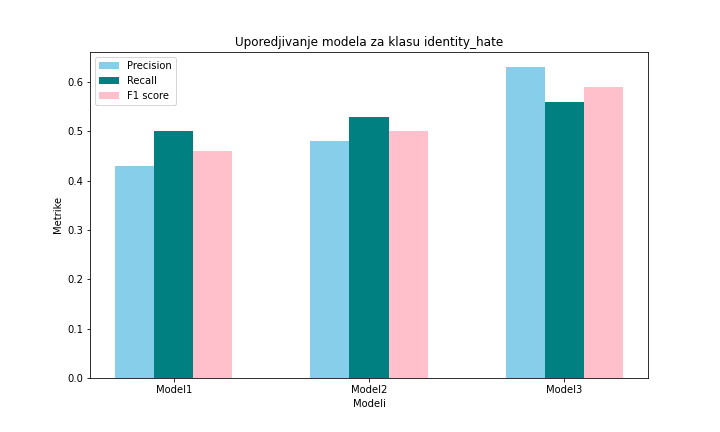 Uporedjivanje modela za klasu identity_hate
Precision
Recall
F1 score
0.6
0.5
0.4
0.3
0.2
0.1
0.0
Metrike
Model1
Model2
Model3
Modeli